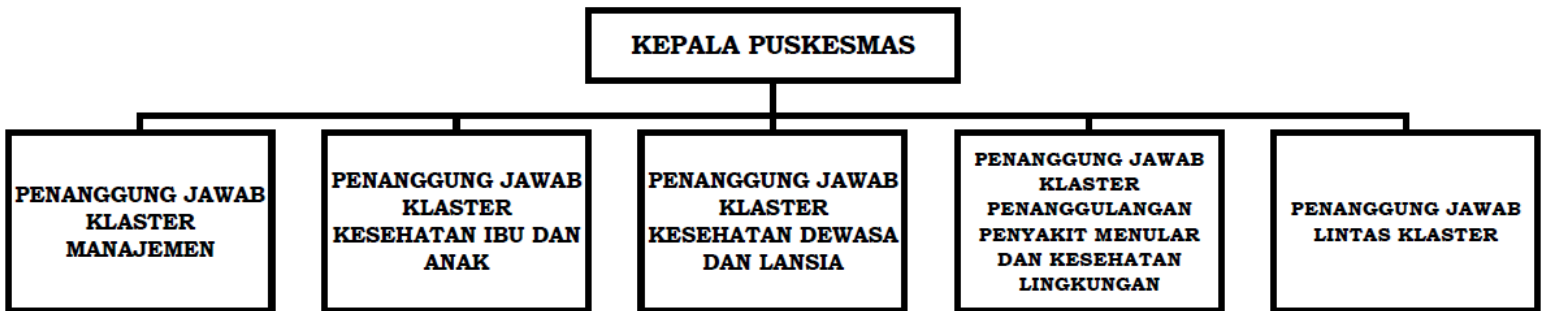 KEPALA PUSKESMAS
PENANGGUNG JAWAB
KLASTER
MANAJEMEN
PENANGGUNG JAWAB
KLASTER
KESEHATAN IBU DAN
ANAK
PENANGGUNG JAWAB
KLASTER
KESEHATAN DEWASA
DAN LANSIA
PENANGGUNG JAWAB
KLASTER
PENANGGULANGAN
PENYAKIT MENULAR
DAN KESEHATAN
LINGKUNGAN
PENANGGUNG JAWAB
LINTAS KLASTER